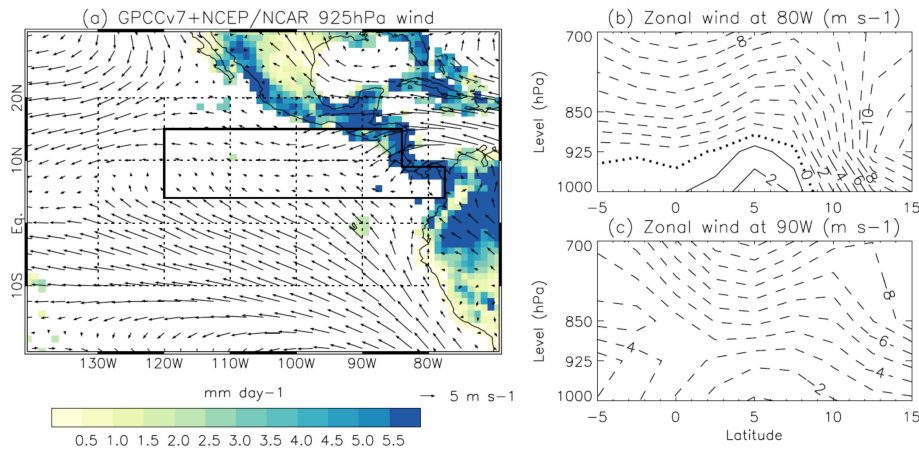 (a) GPCCv7+NCEP/NCAR 925hPa wind
20N
10N
Eq.
10S
130W 120W 110W 100W 90W 80W
mm day-1
5 m s-1
0.5 1.0 1.5 2.0 2.5 3.0 3.5 4.0 4.5 5.0 5.5
(b) Zonal wind at 80W (m s-1)
Level (hPa)
700
850
925
1000
8
10
0
2
4
6
8
2
-5 0 5 10 15
(c) Zonal wind at 90W (m s-1)
Level (hPa)
700
850
925
1000
8
6
4
4
2
-5 0 5 10 15
Latitude